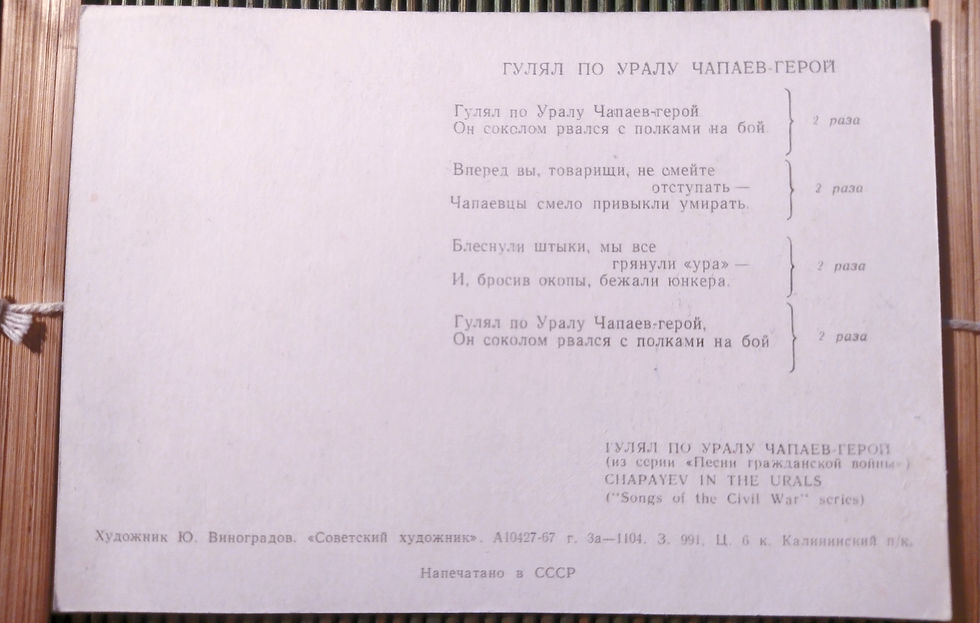 ГУЛЯЛ ПО УРАЛУ ЧАПАЕВ-ГЕРОЙ
Гулял по Уралу Чапаев-герой
Он соколом рвался с полками на бой.
2 раза
Вперед вы, товарищи, не смейте
отступать —
Чапаевцы смело привыкли умирать.
2 раза
Блеснули штыки, мы все
грянули «ура» —
И, бросив окопы, бежали юнкера.
2 раза
Гулял по Уралу Чапаев-герой,
Он соколом рвался с полками на бой
2 раза
ГУЛЯЛ ПО УРАЛУ ЧАПАЕВ-ГЕРОЙ
(из серии «Песни гражданской войны»)
CHAPAYEV IN THE URALS
("Songs of the Civil War" series)
Художник Ю. Виноградов. «Советский художник». А10427-67 г. За—1104. З. 991. Ц. 6 к. Калининский п/к.
Напечатано в СССР